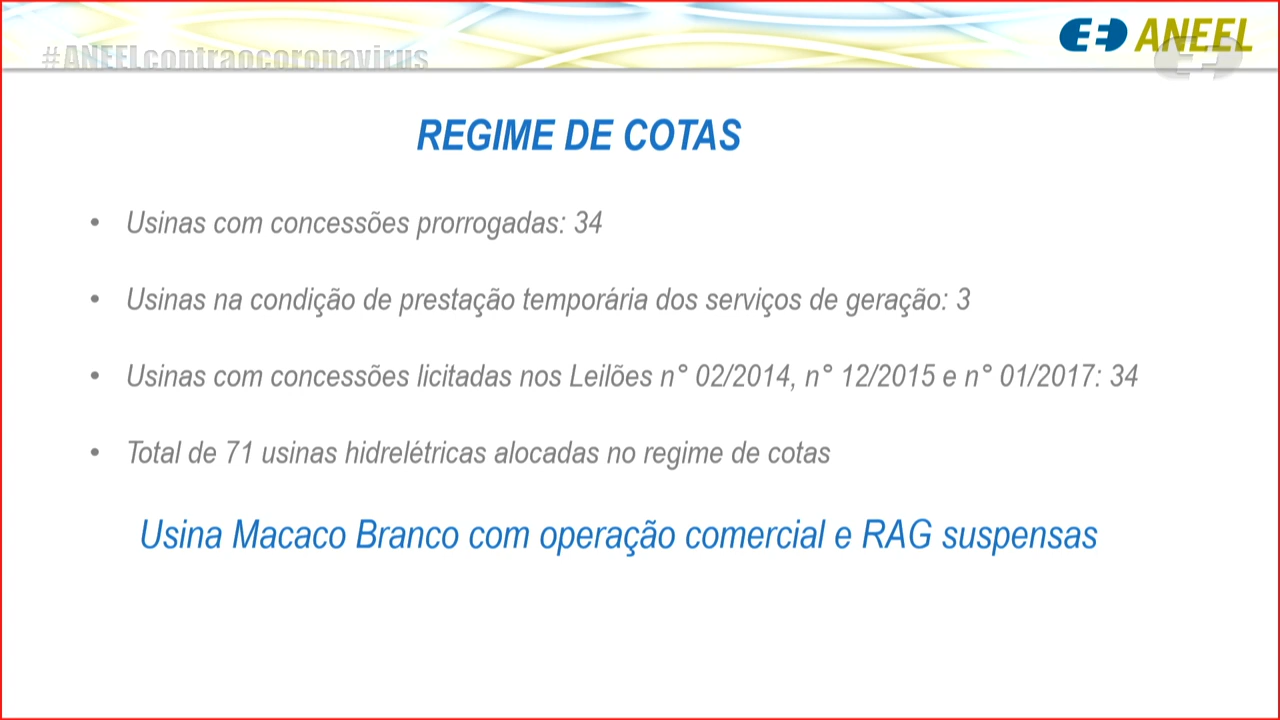 #ANEELcontraocoronavirus
ANEEL
REGIME DE COTAS
• Usinas com concessões prorrogadas: 34
• Usinas na condição de prestação temporária dos serviços de geração: 3
• Usinas com concessões licitadas nos Leilões n° 02/2014, n° 12/2015 e n° 01/2017: 34
• Total de 71 usinas hidrelétricas alocadas no regime de cotas
Usina Macaco Branco com operação comercial e RAG suspensas